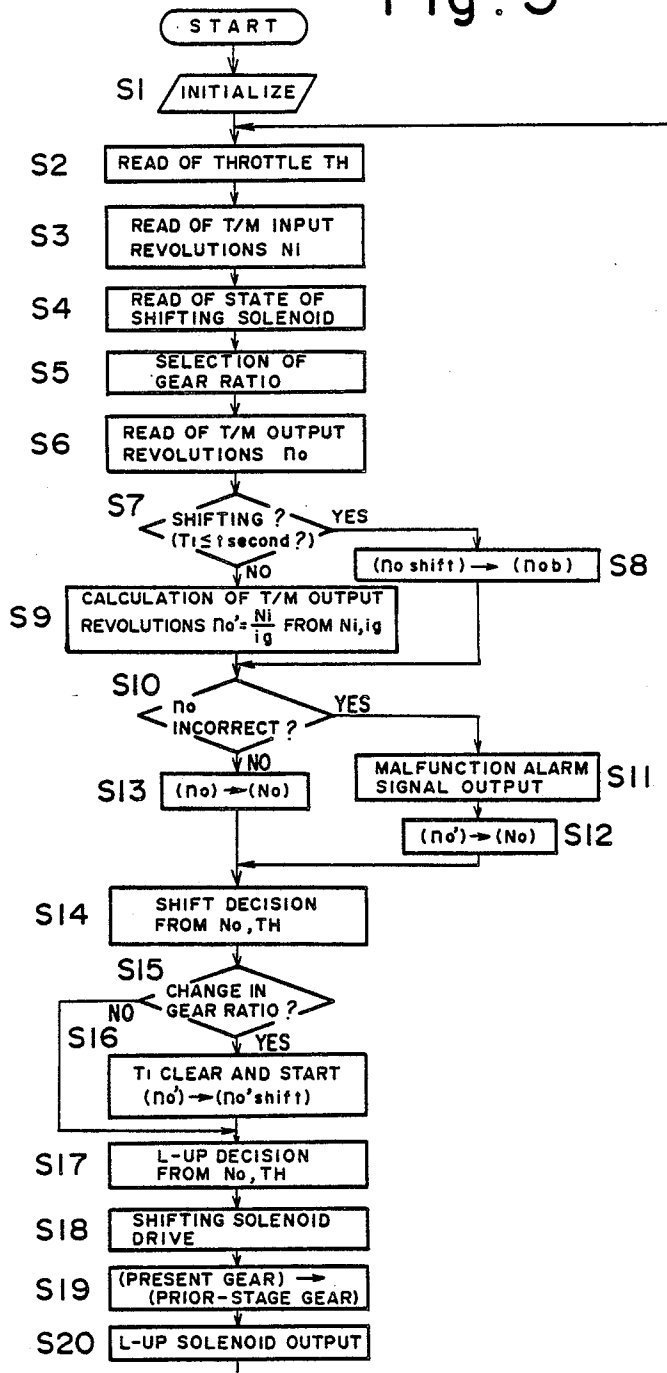 Fig. 5
START
S1
INITIALIZE
S2
READ OF THROTTLE TH
S3
READ OF T/M INPUT
REVOLUTIONS Ni
S4
READ OF STATE OF
SHIFTING SOLENOID
S5
SELECTION OF
GEAR RATIO
S6
READ OF T/M OUTPUT
REVOLUTIONS no
S7
SHIFTING ?
(T1 ≤ t second ?)
YES
NO
(no shift) → (nob)
S8
S9
CALCULATION OF T/M OUTPUT
REVOLUTIONS no' = Ni/ig FROM Ni, ig
S10
no
INCORRECT ?
YES
NO
MALFUNCTION ALARM
SIGNAL OUTPUT
S11
S13
(no) → (No)
(no') → (No)
S12
S14
SHIFT DECISION
FROM No, TH
S15
CHANGE IN
GEAR RATIO ?
NO
YES
S16
T1 CLEAR AND START
(no') → (no' shift)
S17
L-UP DECISION
FROM No, TH
S18
SHIFTING SOLENOID
DRIVE
S19
(PRESENT GEAR) →
(PRIOR-STAGE GEAR)
S20
L-UP SOLENOID OUTPUT